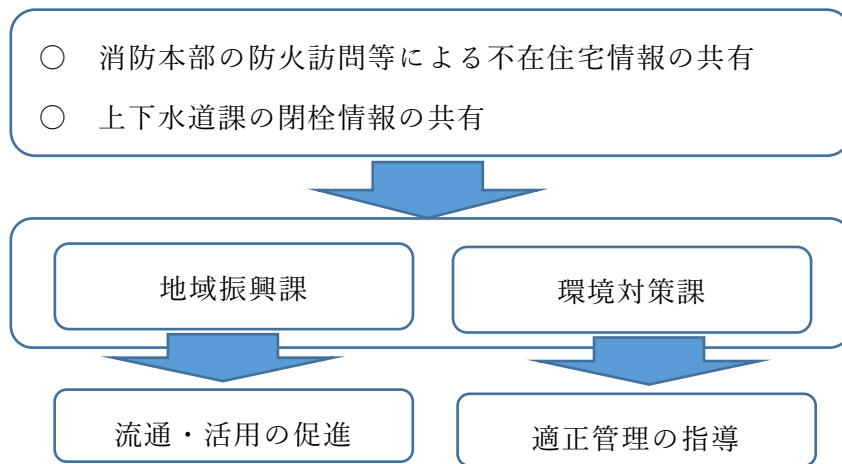 ○ 消防本部の防火訪問等による不在住宅情報の共有
○ 上下水道課の閉栓情報の共有
地域振興課
環境対策課
流通・活用の促進
適正管理の指導